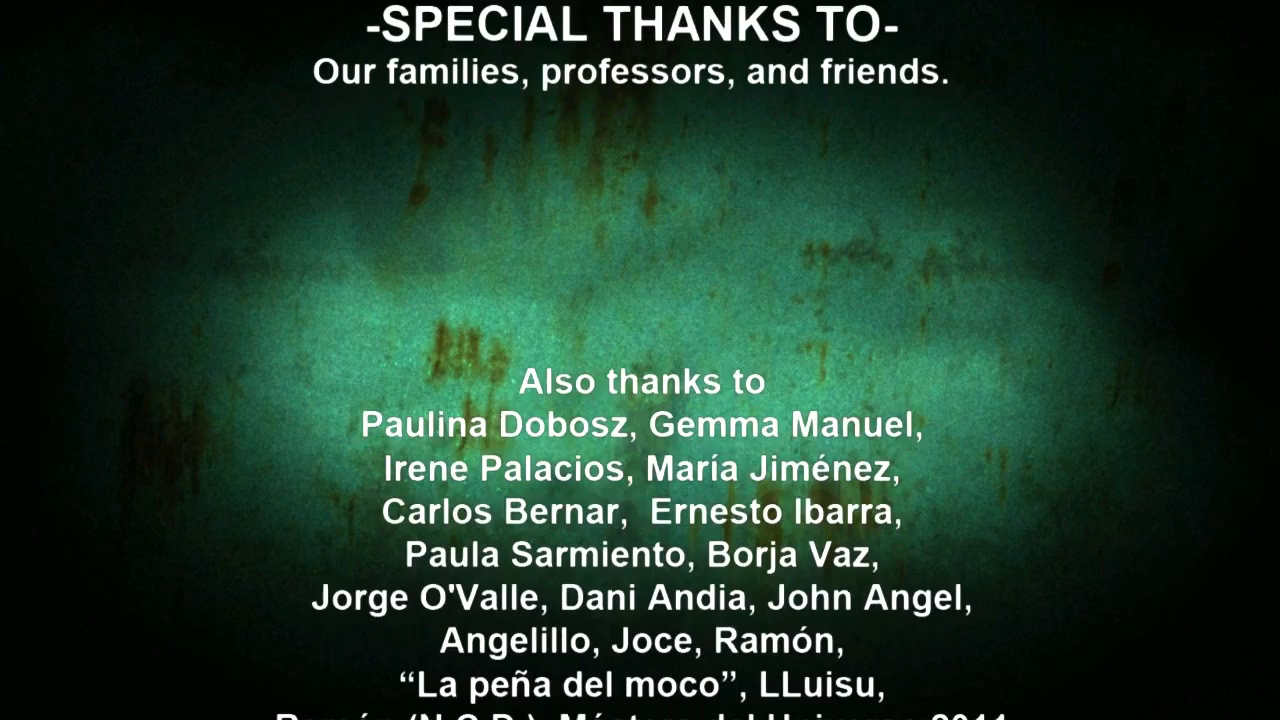 -SPECIAL THANKS TO-
Our families, professors, and friends.
Also thanks to
Paulina Dobosz, Gemma Manuel,
Irene Palacios, María Jiménez,
Carlos Bernar,  Ernesto Ibarra,
Paula Sarmiento, Borja Vaz,
Jorge O'Valle, Dani Andia, John Angel,
Angelillo, Joce, Ramón,
“La peña del moco”, LLuisu,